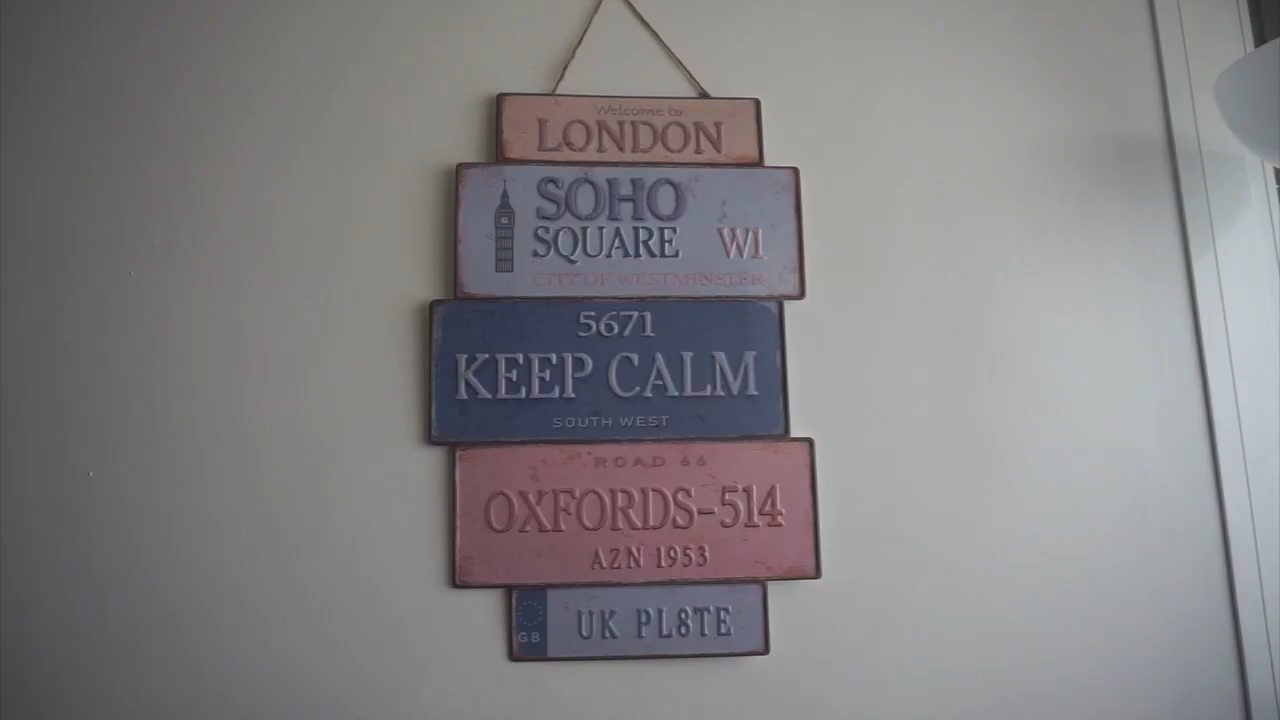 Welcome to
LONDON
SOHO
SQUARE W1
CITY OF WESTMINSTER
5671
KEEP CALM
SOUTH WEST
ROAD 66
OXFORDS-514
AZN 1953
GB UK PL8TE